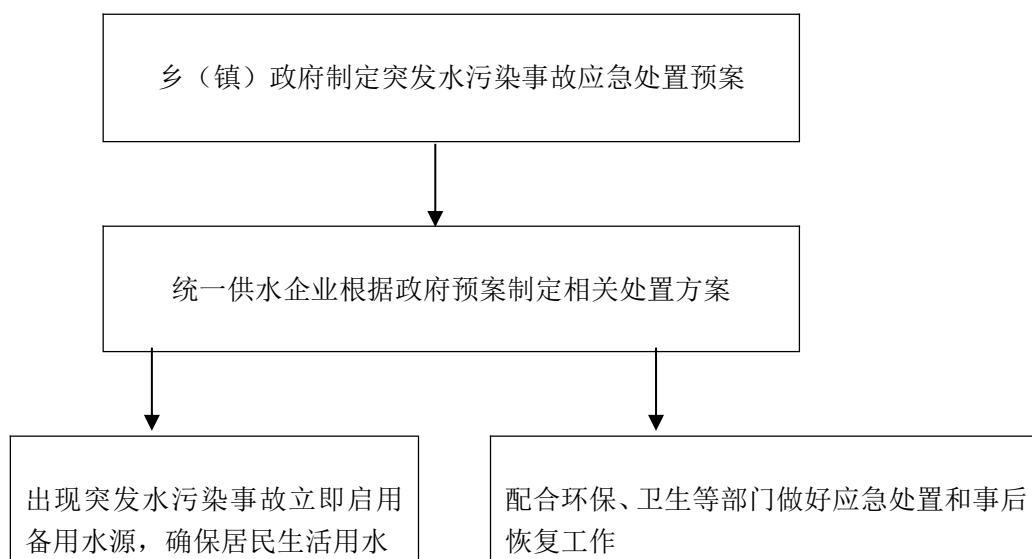 乡（镇）政府制定突发水污染事故应急处置预案
统一供水企业根据政府预案制定相关处置方案
出现突发水污染事故立即启用
备用水源，确保居民生活用水
配合环保、卫生等部门做好应急处置和事后
恢复工作